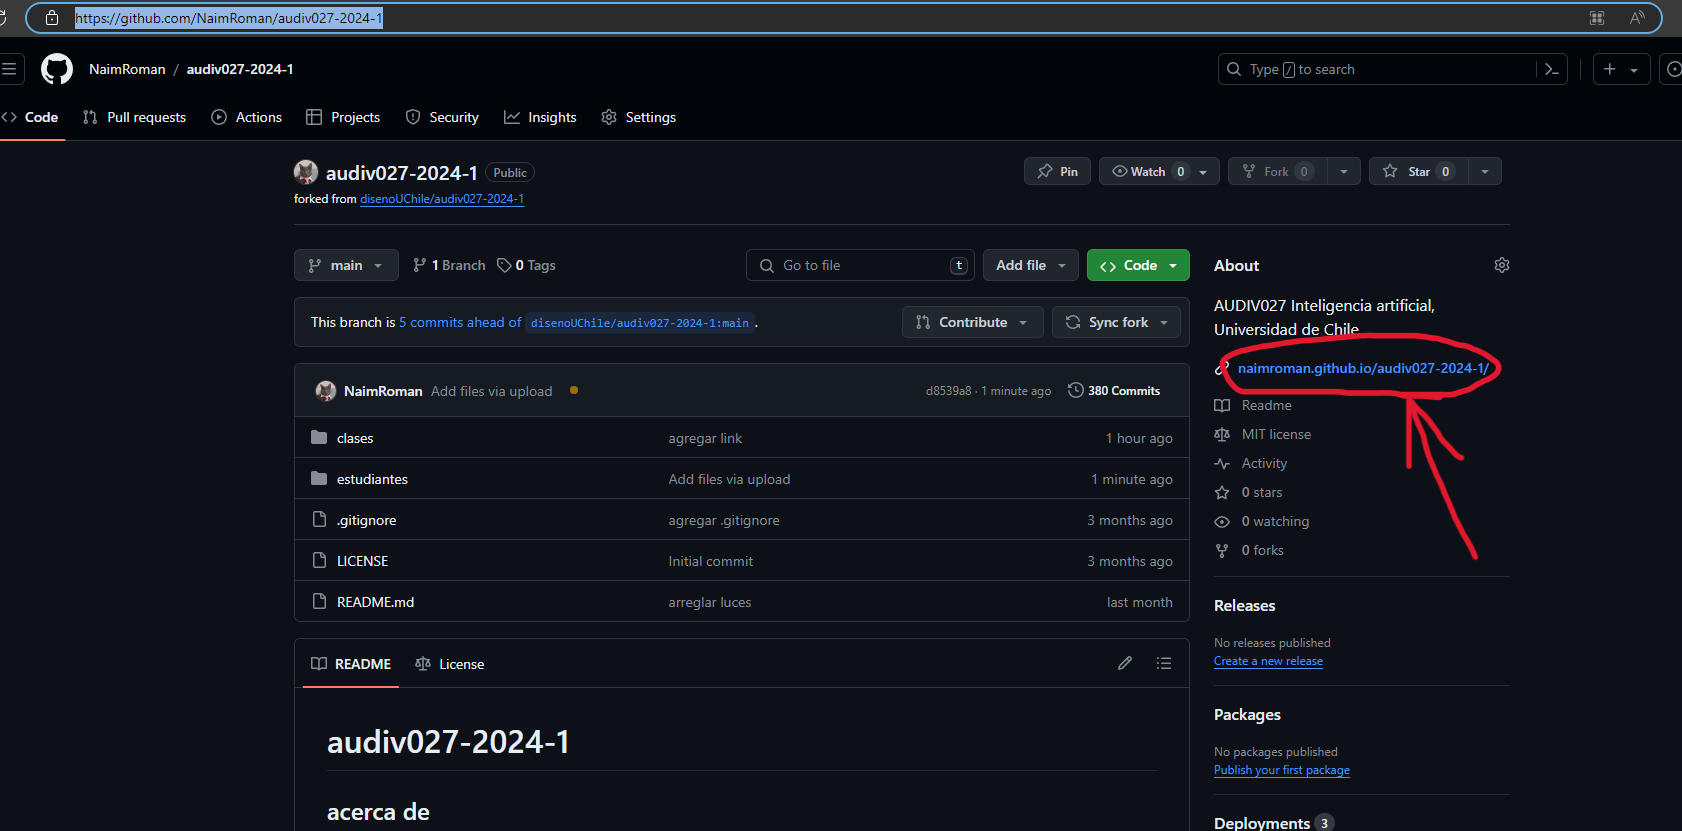 https://github.com/NaimRoman/audiv027-2024-1
NaimRoman / audiv027-2024-1
Type / to search
Code Pull requests Actions Projects Security Insights Settings
audiv027-2024-1 Public
Pin Watch 0 Fork 0 Star 0
forked from disenoUChile/audiv027-2024-1
main 1 Branch 0 Tags Go to file t Add file Code
This branch is 5 commits ahead of disenoUChile/audiv027-2024-1:main .
Contribute Sync fork
NaimRoman Add files via upload d8539a8 · 1 minute ago 380 Commits
clases agregar link 1 hour ago
estudiantes Add files via upload 1 minute ago
.gitignore agregar .gitignore 3 months ago
LICENSE Initial commit 3 months ago
README.md arreglar luces last month
README License
audiv027-2024-1
acerca de
About
AUDIV027 Inteligencia artificial,
Universidad de Chile
naimroman.github.io/audiv027-2024-1/
Readme
MIT license
Activity
0 stars
0 watching
0 forks
Releases
No releases published
Create a new release
Packages
No packages published
Publish your first package
Deployments 3